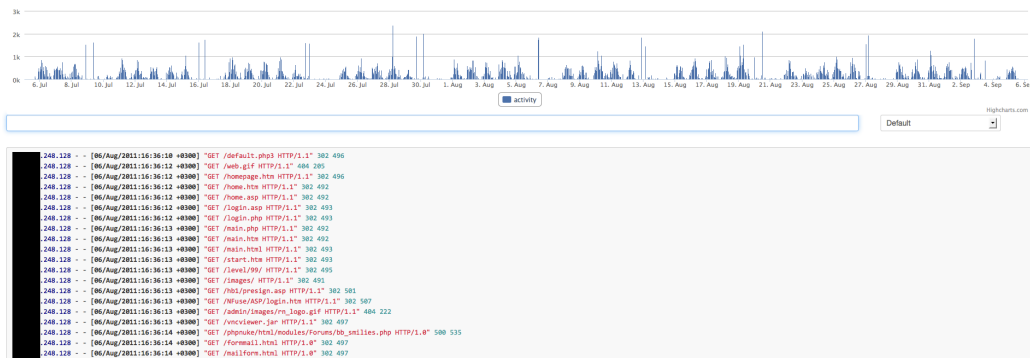 3k
2k
1k
0k
6. Jul 8. Jul 10. Jul 12. Jul 14. Jul 16. Jul 18. Jul 20. Jul 22. Jul 24. Jul 26. Jul 28. Jul 30. Jul 1. Aug 3. Aug 5. Aug 7. Aug 9. Aug 11. Aug 13. Aug 15. Aug 17. Aug 19. Aug 21. Aug 23. Aug 25. Aug 27. Aug 29. Aug 31. Aug 2. Sep 4. Sep 6. Se
activity
Highcharts.com
Default
.248.128 - - [06/Aug/2011:16:36:10 +0300] "GET /default.php3 HTTP/1.1" 302 496
.248.128 - - [06/Aug/2011:16:36:12 +0300] "GET /web.gif HTTP/1.1" 404 205
.248.128 - - [06/Aug/2011:16:36:12 +0300] "GET /homepage.htm HTTP/1.1" 302 496
.248.128 - - [06/Aug/2011:16:36:12 +0300] "GET /home.htm HTTP/1.1" 302 492
.248.128 - - [06/Aug/2011:16:36:12 +0300] "GET /home.asp HTTP/1.1" 302 492
.248.128 - - [06/Aug/2011:16:36:12 +0300] "GET /login.asp HTTP/1.1" 302 493
.248.128 - - [06/Aug/2011:16:36:12 +0300] "GET /login.php HTTP/1.1" 302 493
.248.128 - - [06/Aug/2011:16:36:13 +0300] "GET /main.php HTTP/1.1" 302 492
.248.128 - - [06/Aug/2011:16:36:13 +0300] "GET /main.htm HTTP/1.1" 302 492
.248.128 - - [06/Aug/2011:16:36:13 +0300] "GET /main.html HTTP/1.1" 302 493
.248.128 - - [06/Aug/2011:16:36:13 +0300] "GET /start.htm HTTP/1.1" 302 493
.248.128 - - [06/Aug/2011:16:36:13 +0300] "GET /level/99/ HTTP/1.1" 302 495
.248.128 - - [06/Aug/2011:16:36:13 +0300] "GET /images/ HTTP/1.1" 302 491
.248.128 - - [06/Aug/2011:16:36:13 +0300] "GET /hb1/presign.asp HTTP/1.1" 302 501
.248.128 - - [06/Aug/2011:16:36:13 +0300] "GET /NFuse/ASP/login.htm HTTP/1.1" 302 507
.248.128 - - [06/Aug/2011:16:36:13 +0300] "GET /admin/images/rn_logo.gif HTTP/1.1" 404 222
.248.128 - - [06/Aug/2011:16:36:13 +0300] "GET /vncviewer.jar HTTP/1.1" 302 497
.248.128 - - [06/Aug/2011:16:36:14 +0300] "GET /phpnuke/html/modules/Forums/bb_smilies.php HTTP/1.0" 500 535
.248.128 - - [06/Aug/2011:16:36:14 +0300] "GET /formmail.html HTTP/1.0" 302 497
.248.128 - - [06/Aug/2011:16:36:14 +0300] "GET /mailform.html HTTP/1.0" 302 497